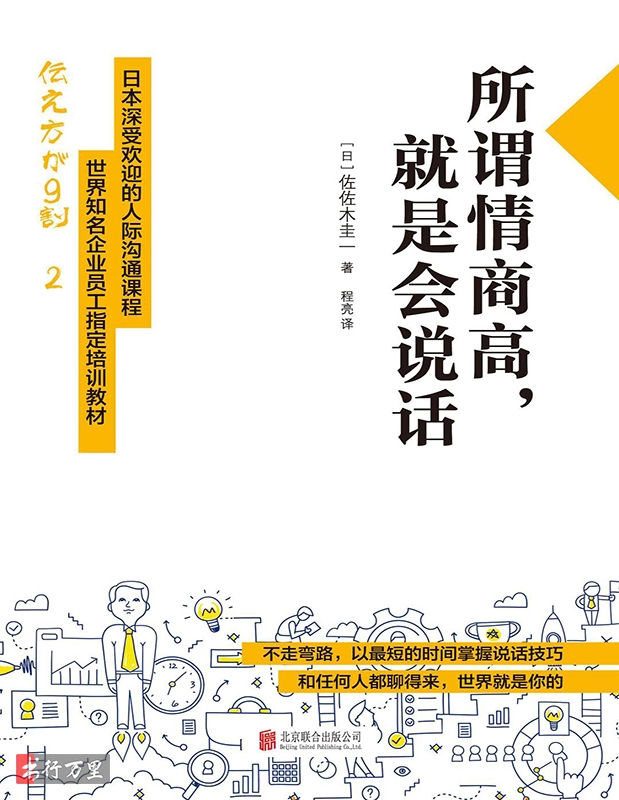 所谓情商高，
就是会说话
［日］佐佐木圭一 著 程亮 译
日本深受欢迎的人际沟通课程
世界知名企业员工指定培训教材
伝え方が9割 2
不走弯路，以最短的时间掌握说话技巧
和任何人都聊得来，世界就是你的
北京联合出版公司
Beijing United Publishing Co.,Ltd.
书行万里